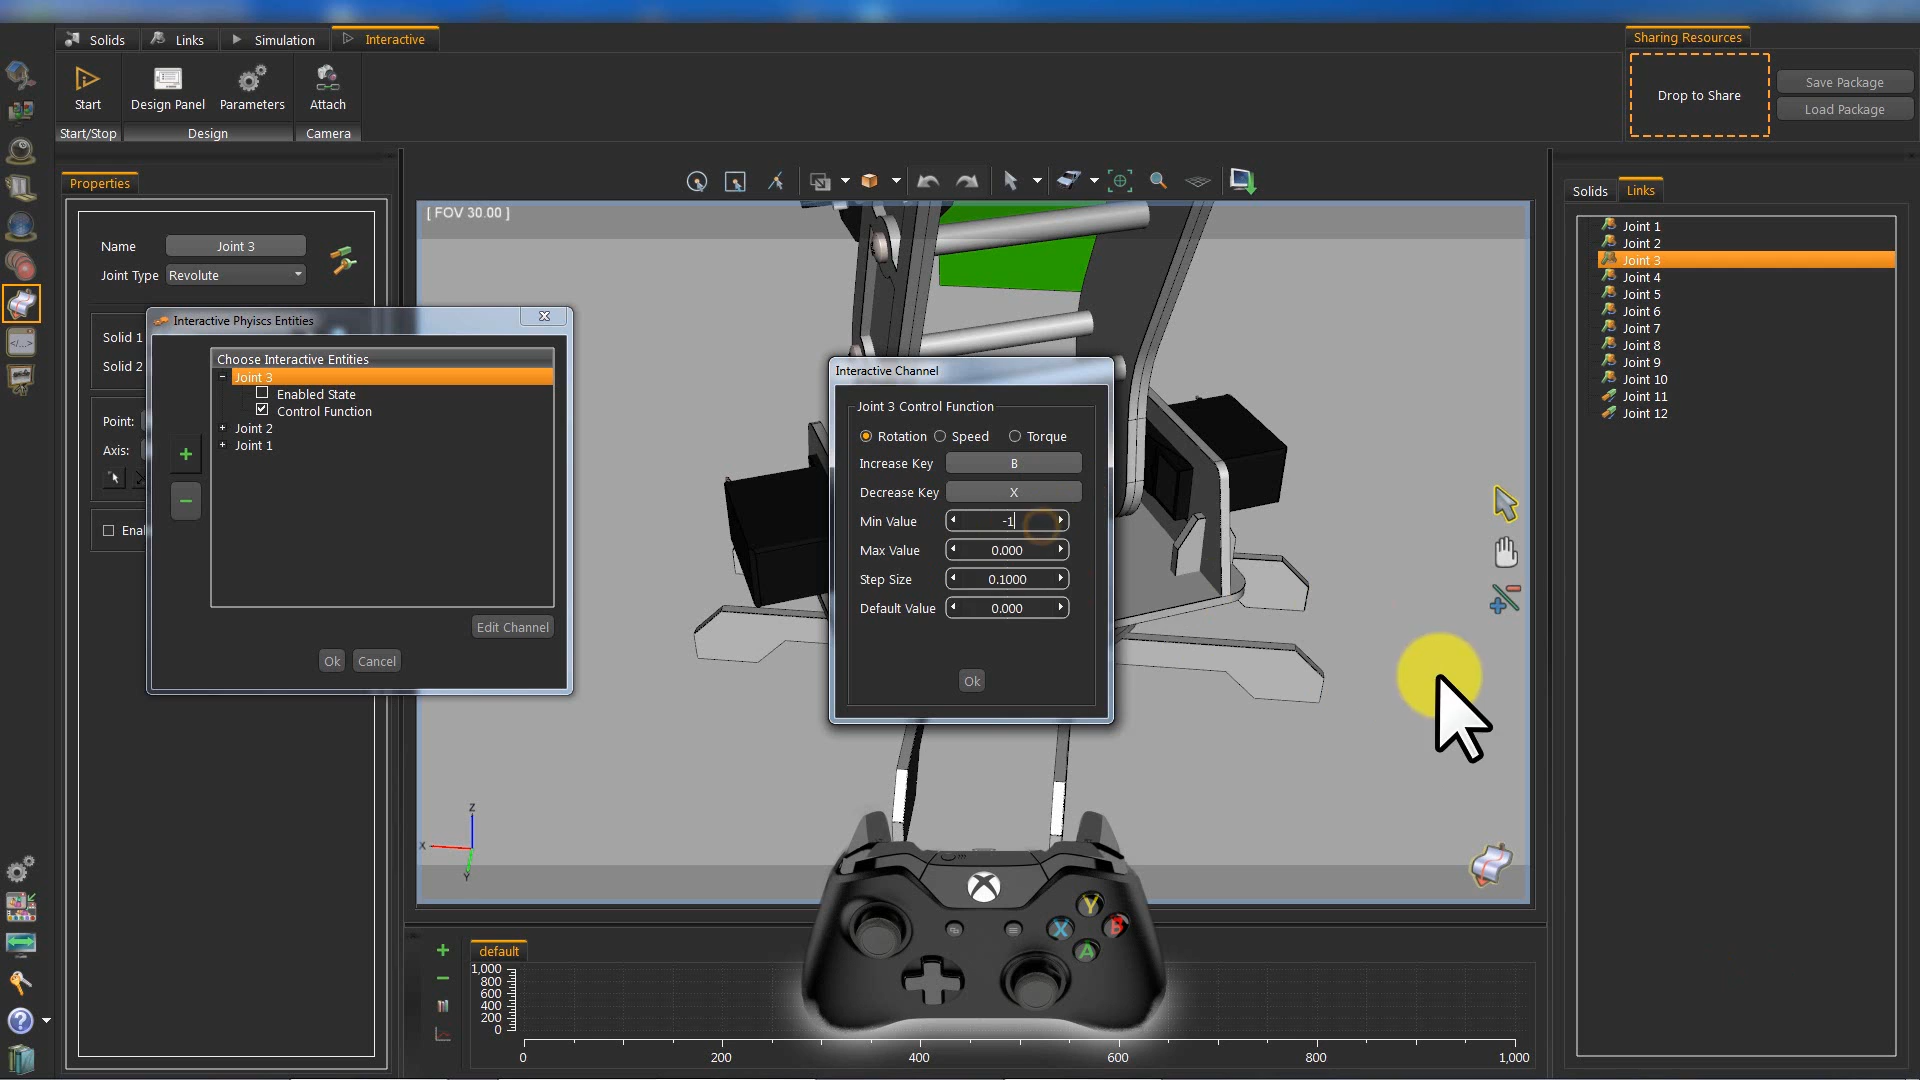 Solids
Links
Simulation
Interactive
Sharing Resources
Start
Design Panel
Parameters
Attach
Drop to Share
Save Package
Load Package
Start/Stop
Design
Camera
Properties
Solids
Links
[ FOV 30.00 ]
Name
Joint 3
Joint Type
Revolute
Joint 1
Joint 2
Joint 3
Joint 4
Joint 5
Joint 6
Joint 7
Joint 8
Joint 9
Joint 10
Joint 11
Joint 12
Interactive Phyiscs Entities
Solid 1
Solid 2
Point:
Axis:
Choose Interactive Entities
Joint 3
Enabled State
Control Function
Joint 2
Joint 1
Edit Channel
Ok
Cancel
Interactive Channel
Joint 3 Control Function
Rotation
Speed
Torque
Increase Key
B
Decrease Key
X
Min Value
-1
Max Value
0.000
Step Size
0.1000
Default Value
0.000
Ok
Z
X
Y
Y
X
B
A
default
1,000
800
600
400
200
0
0
200
400
600
800
1,000